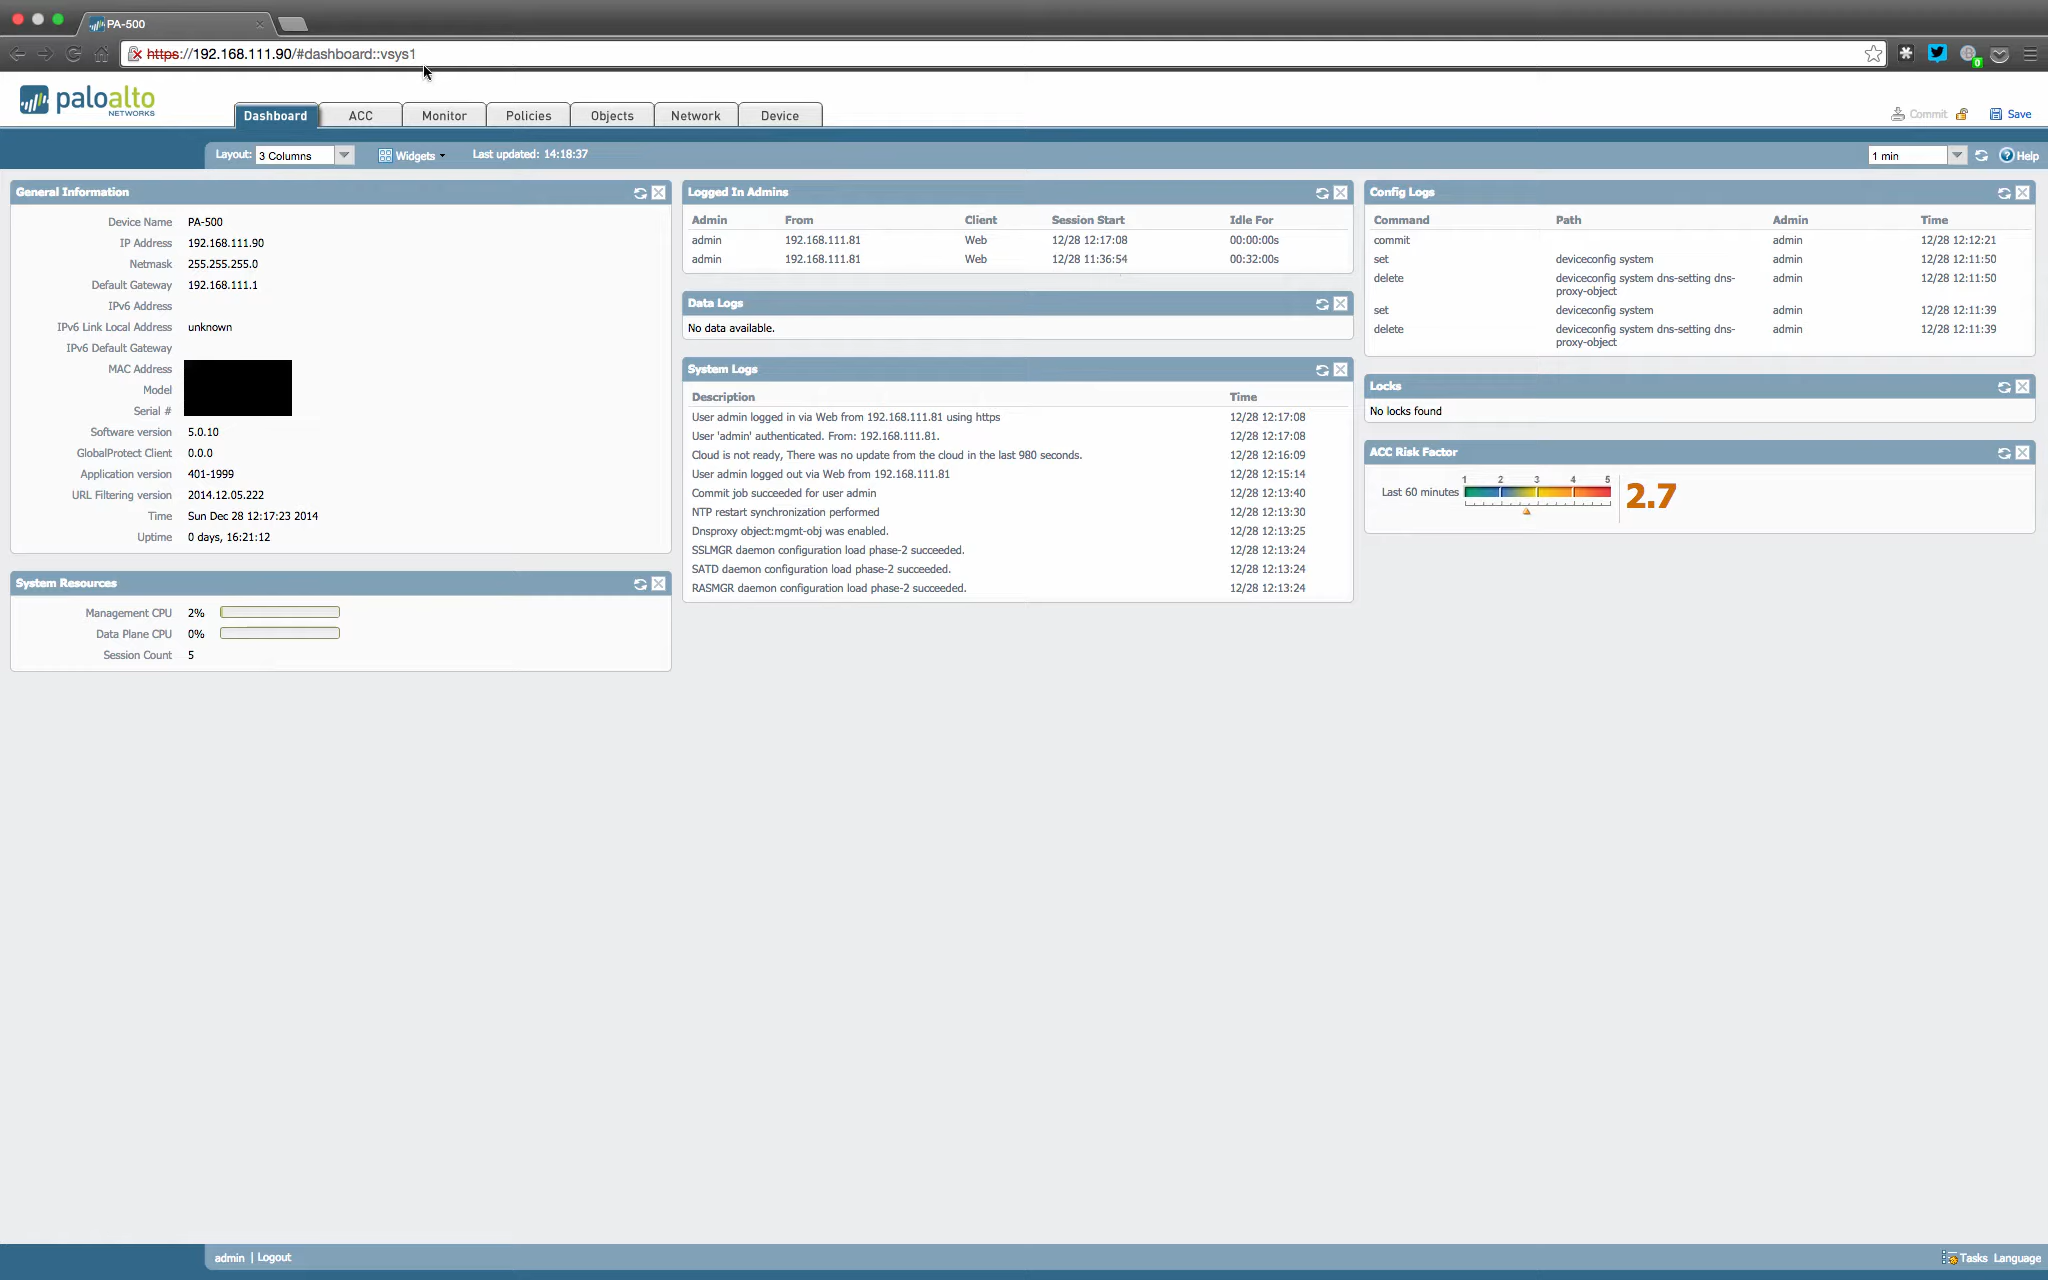 PA-500
https://192.168.111.90/#dashboard::vsys1
paloalto
NETWORKS
Dashboard ACC Monitor Policies Objects Network Device
Commit Save
Layout: 3 Columns Widgets Last updated: 14:18:37 1 min Help
General Information
Device Name PA-500
IP Address 192.168.111.90
Netmask 255.255.255.0
Default Gateway 192.168.111.1
IPv6 Address
IPv6 Link Local Address unknown
IPv6 Default Gateway
MAC Address
Model
Serial #
Software version 5.0.10
GlobalProtect Client 0.0.0
Application version 401-1999
URL Filtering version 2014.12.05.222
Time Sun Dec 28 12:17:23 2014
Uptime 0 days, 16:21:12
System Resources
Management CPU 2%
Data Plane CPU 0%
Session Count 5
Logged In Admins
Admin From Client Session Start Idle For
admin 192.168.111.81 Web 12/28 12:17:08 00:00:00s
admin 192.168.111.81 Web 12/28 11:36:54 00:32:00s
Data Logs
No data available.
System Logs
Description Time
User admin logged in via Web from 192.168.111.81 using https 12/28 12:17:08
User 'admin' authenticated. From: 192.168.111.81. 12/28 12:17:08
Cloud is not ready, There was no update from the cloud in the last 980 seconds. 12/28 12:16:09
User admin logged out via Web from 192.168.111.81 12/28 12:15:14
Commit job succeeded for user admin 12/28 12:13:40
NTP restart synchronization performed 12/28 12:13:30
Dnsproxy object:mgmt-obj was enabled. 12/28 12:13:25
SSLMGR daemon configuration load phase-2 succeeded. 12/28 12:13:24
SATD daemon configuration load phase-2 succeeded. 12/28 12:13:24
RASMGR daemon configuration load phase-2 succeeded. 12/28 12:13:24
Config Logs
Command Path Admin Time
commit admin 12/28 12:12:21
set deviceconfig system admin 12/28 12:11:50
delete deviceconfig system dns-setting dns- admin 12/28 12:11:50
proxy-object
set deviceconfig system admin 12/28 12:11:39
delete deviceconfig system dns-setting dns- admin 12/28 12:11:39
proxy-object
Locks
No locks found
ACC Risk Factor
1 2 3 4 5
Last 60 minutes 2.7
admin | Logout Tasks Language